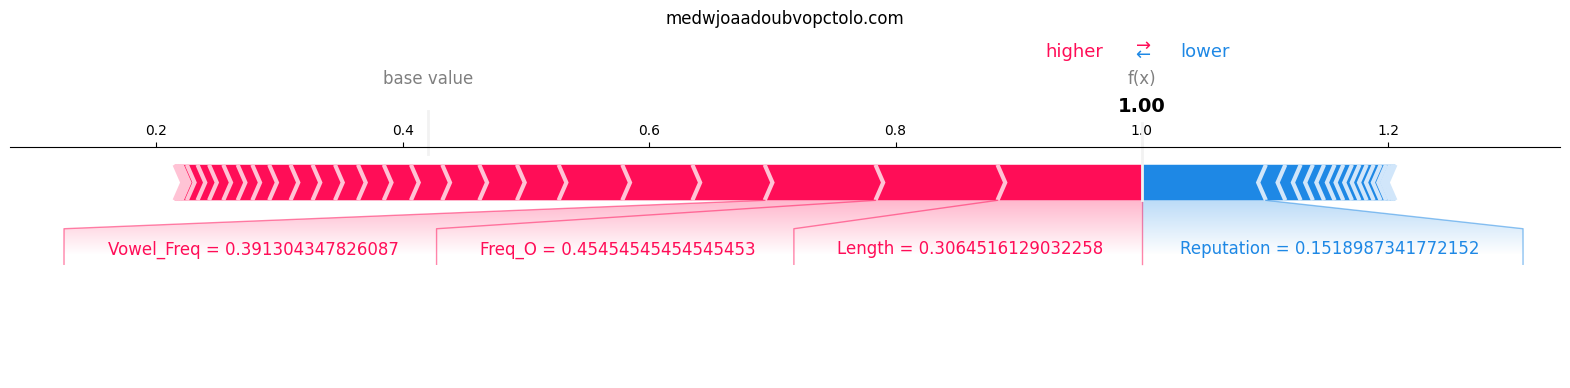 medwjoaadoubvopctolo.com
higher ⇄ lower
base value f(x)
1.00
0.2 0.4 0.6 0.8 1.0 1.2
Vowel_Freq = 0.391304347826087 Freq_O = 0.45454545454545453 Length = 0.3064516129032258 Reputation = 0.1518987341772152